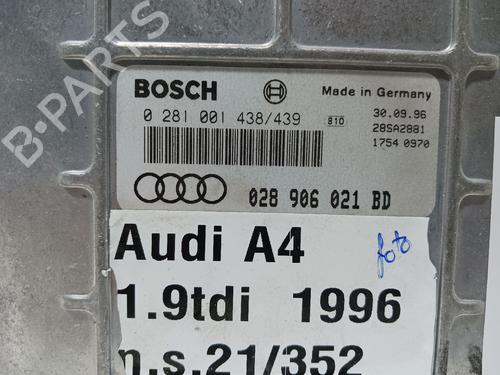 B-PARTS
BOSCH
Made in Germany
0 281 001 438/439
810
30.09.96
28SA2881
1754 0970
028 906 021 BD
Audi A4
foto
1.9tdi 1996
n.s.21/352